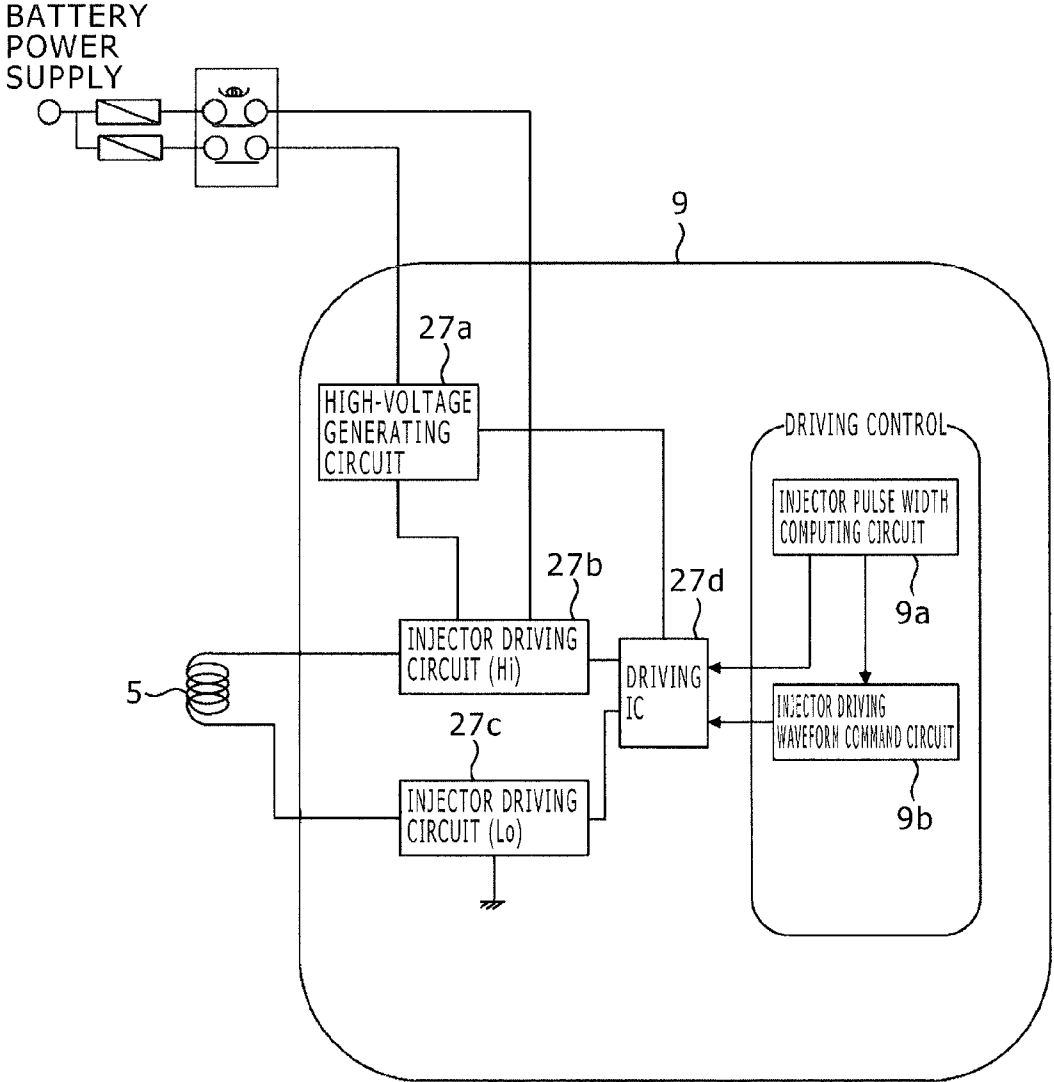 BATTERY
POWER
SUPPLY
9
27a
HIGH-VOLTAGE
GENERATING
CIRCUIT
DRIVING CONTROL
INJECTOR PULSE WIDTH
COMPUTING CIRCUIT
9a
27b
27d
INJECTOR DRIVING
CIRCUIT (Hi)
DRIVING
IC
5
INJECTOR DRIVING
WAVEFORM COMMAND CIRCUIT
9b
27c
INJECTOR DRIVING
CIRCUIT (Lo)